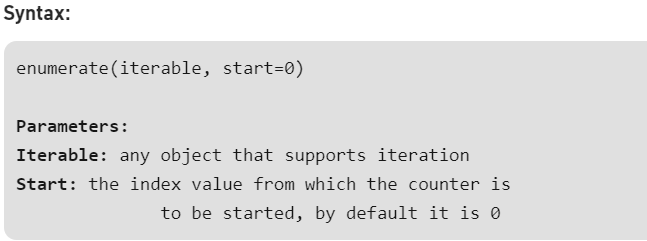 Syntax:
enumerate(iterable, start=0)
Parameters:
Iterable: any object that supports iteration
Start: the index value from which the counter is
to be started, by default it is 0